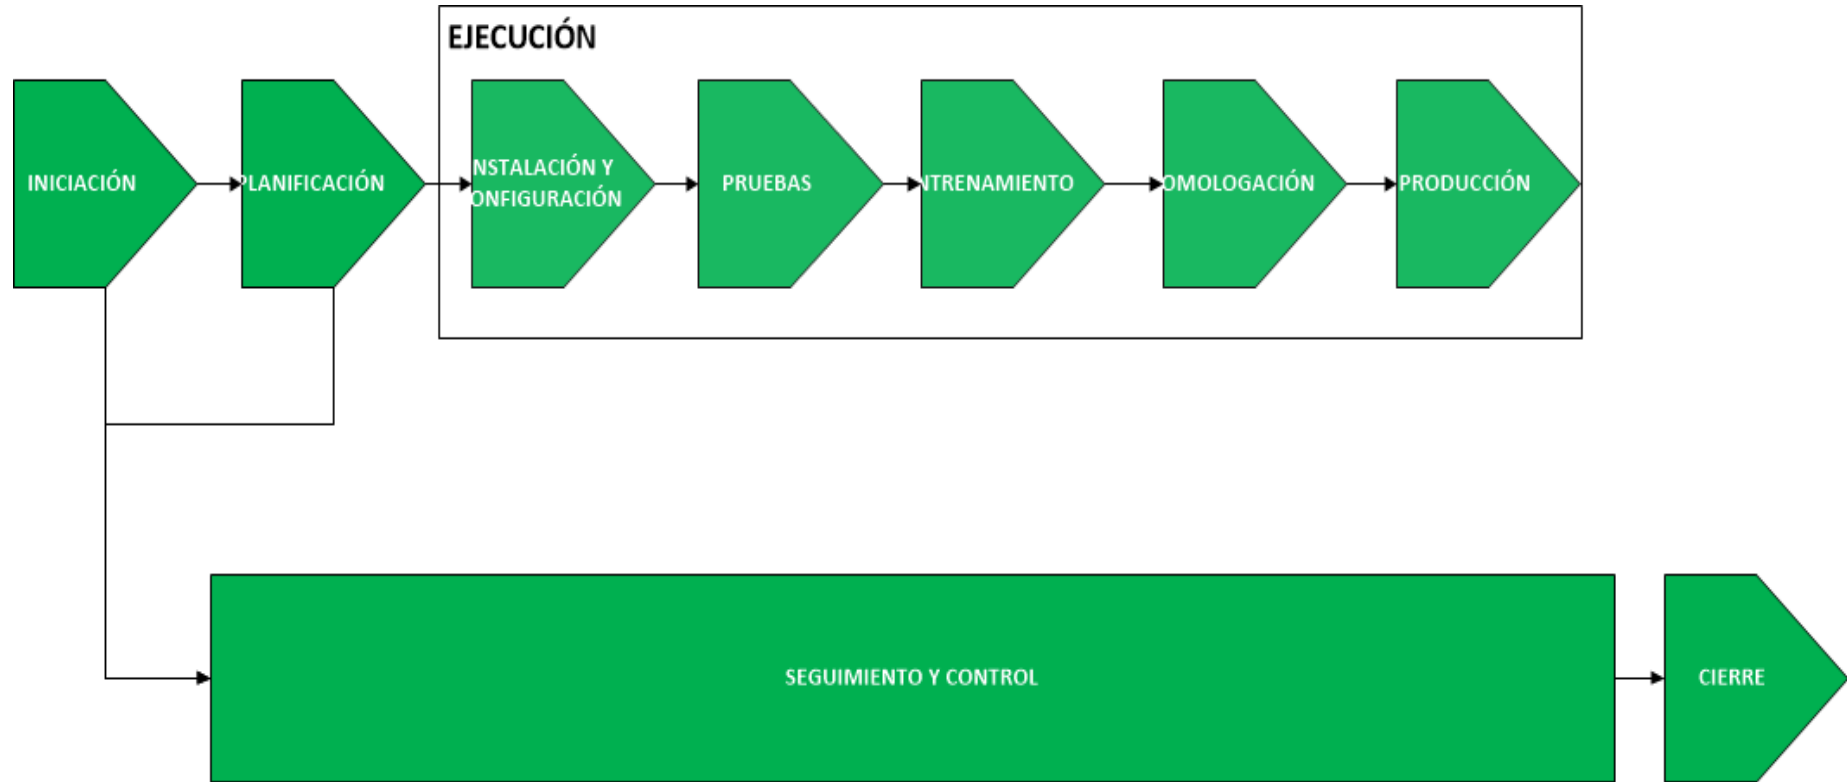 EJECUCIÓN
INICIACIÓN
PLANIFICACIÓN
NSTALACIÓN Y
ONFIGURACIÓN
PRUEBAS
NTRENAMIENTO
OMOLOGACIÓN
PRODUCCIÓN
SEGUIMIENTO Y CONTROL
CIERRE